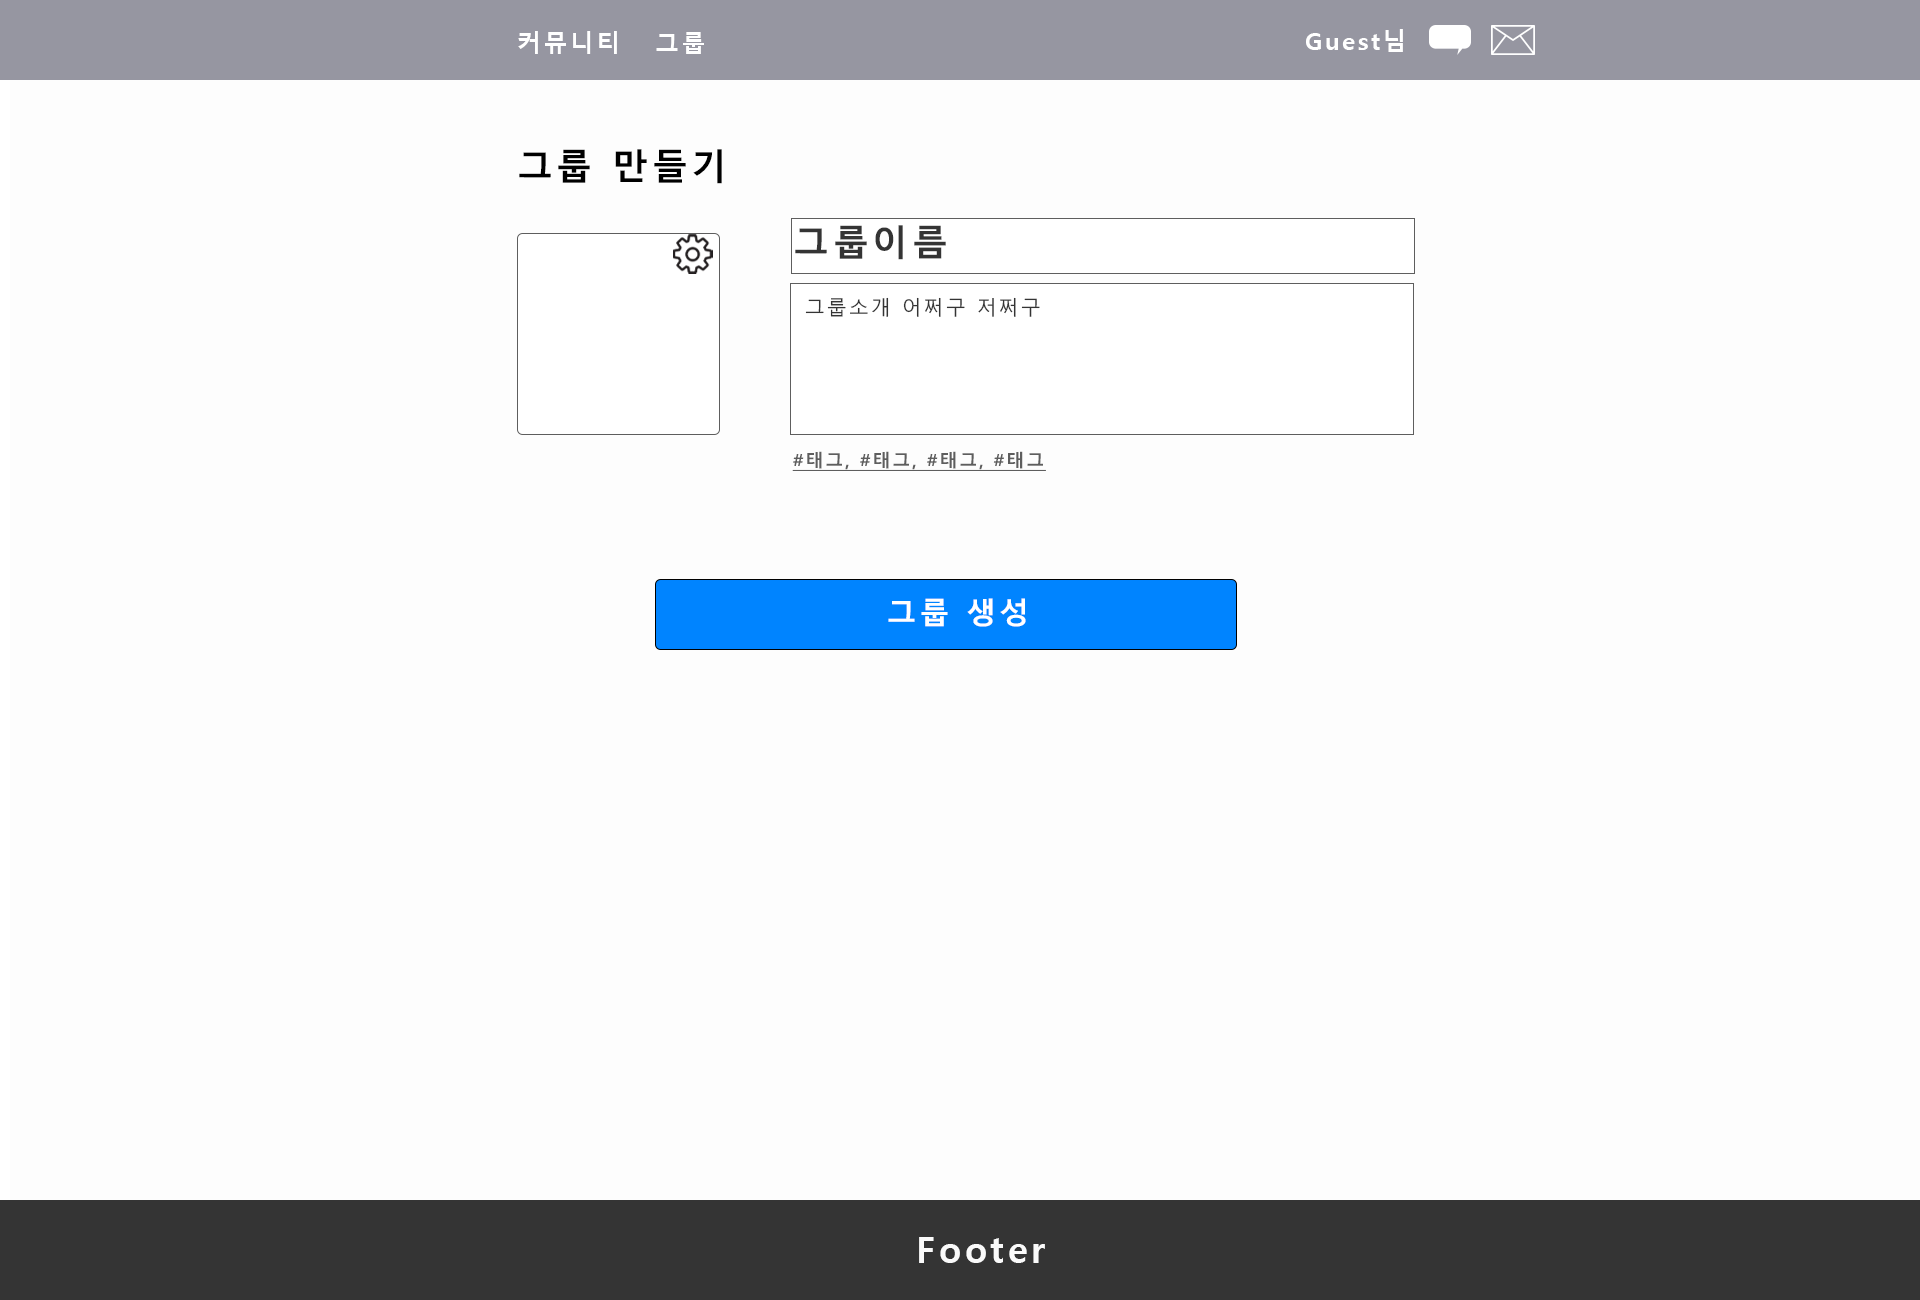 커뮤니티 그룹 Guest님
그룹 만들기
그룹이름
그룹소개 어쩌구 저쩌구
#태그, #태그, #태그, #태그
그룹 생성
Footer